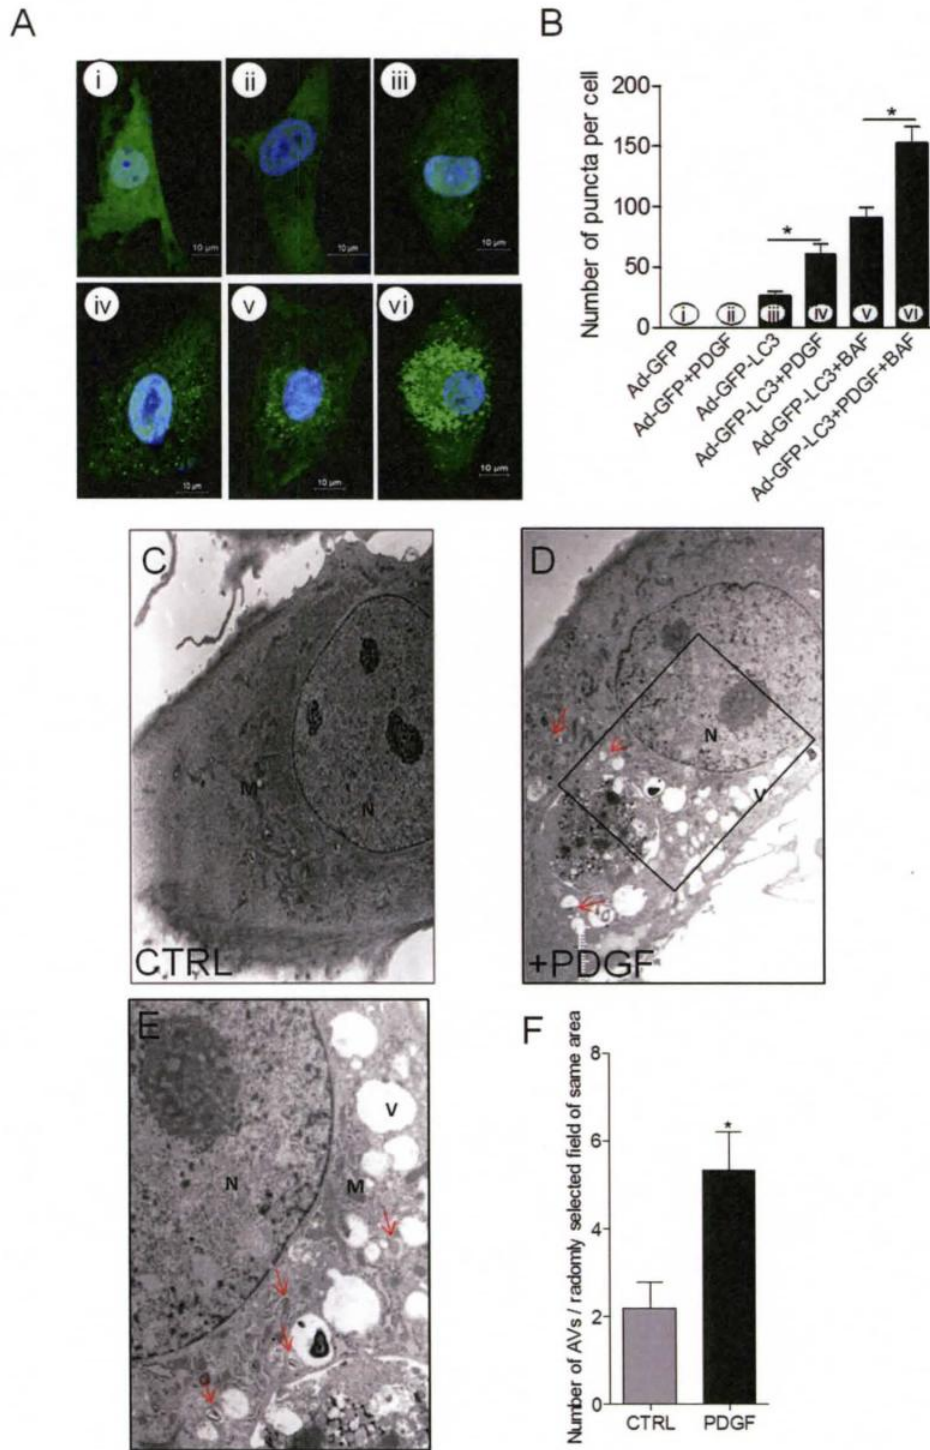 A
i
ii
iii
10 µm
10 µm
10 µm
iv
v
vi
10 µm
10 µm
10 µm
B
Number of puncta per cell
200
150
100
50
0
*
*
i
ii
iii
iv
v
vi
Ad-GFP
Ad-GFP+PDGF
Ad-GFP-LC3
Ad-GFP-LC3+PDGF
Ad-GFP-LC3+BAF
Ad-GFP-LC3+PDGF+BAF
C
M
N
CTRL
D
N
V
+PDGF
E
V
N
M
F
Number of AVs / radomly selected field of same area
8
6
4
2
0
*
CTRL
PDGF